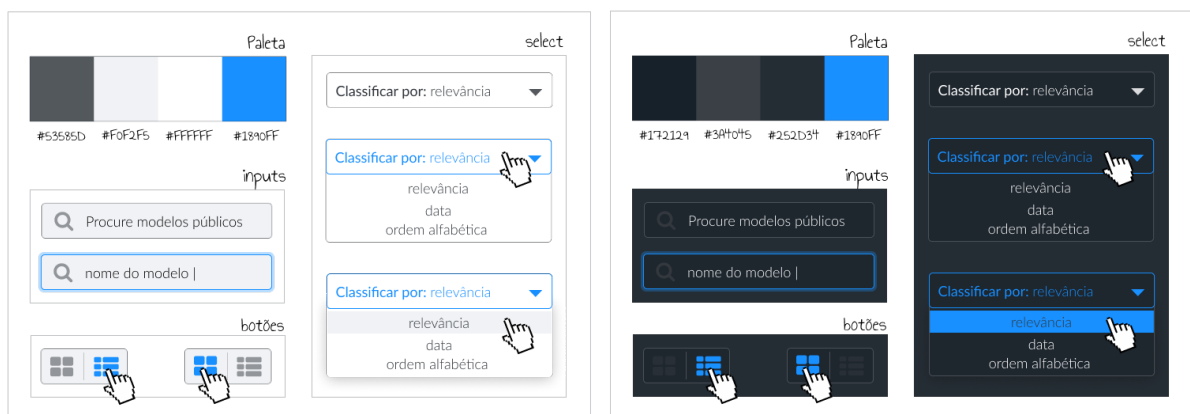 Paleta
#53585D #F0F2F5 #FFFFFF #1890FF
inputs
Procure modelos públicos
nome do modelo |
botões
select
Classificar por: relevância
Classificar por: relevância
relevância
data
ordem alfabética
Classificar por: relevância
relevância
data
ordem alfabética
Paleta
#172129 #3A4045 #252D34 #1890FF
inputs
Procure modelos públicos
nome do modelo |
botões
select
Classificar por: relevância
Classificar por: relevância
relevância
data
ordem alfabética
Classificar por: relevância
relevância
data
ordem alfabética